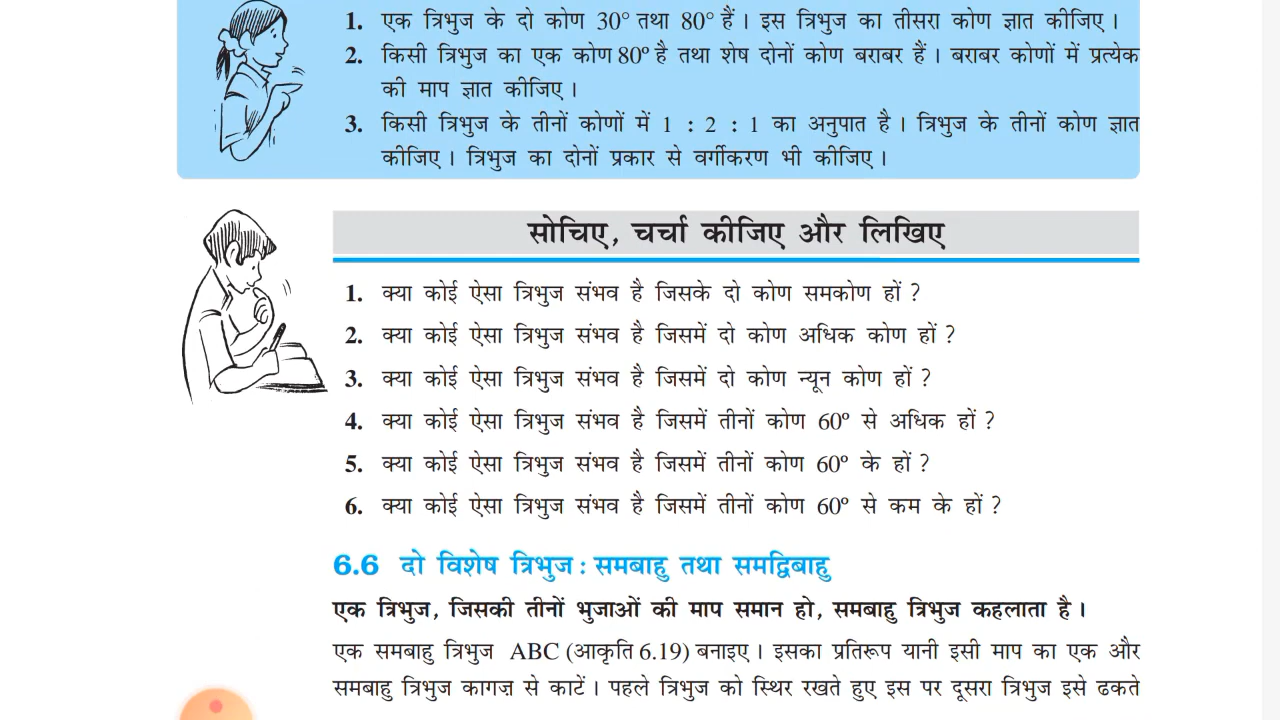 1. एक त्रिभुज के दो कोण 30° तथा 80° हैं। इस त्रिभुज का तीसरा कोण ज्ञात कीजिए।
2. किसी त्रिभुज का एक कोण 80° है तथा शेष दोनों कोण बराबर हैं। बराबर कोणों में प्रत्येक
की माप ज्ञात कीजिए।
3. किसी त्रिभुज के तीनों कोणों में 1 : 2 : 1 का अनुपात है। त्रिभुज के तीनों कोण ज्ञात
कीजिए। त्रिभुज का दोनों प्रकार से वर्गीकरण भी कीजिए।
सोचिए, चर्चा कीजिए और लिखिए
1. क्या कोई ऐसा त्रिभुज संभव है जिसके दो कोण समकोण हों?
2. क्या कोई ऐसा त्रिभुज संभव है जिसमें दो कोण अधिक कोण हों?
3. क्या कोई ऐसा त्रिभुज संभव है जिसमें दो कोण न्यून कोण हों?
4. क्या कोई ऐसा त्रिभुज संभव है जिसमें तीनों कोण 60° से अधिक हों?
5. क्या कोई ऐसा त्रिभुज संभव है जिसमें तीनों कोण 60° के हों?
6. क्या कोई ऐसा त्रिभुज संभव है जिसमें तीनों कोण 60° से कम के हों?
6.6 दो विशेष त्रिभुज : समबाहु तथा समद्विबाहु
एक त्रिभुज, जिसकी तीनों भुजाओं की माप समान हो, समबाहु त्रिभुज कहलाता है।
एक समबाहु त्रिभुज ABC (आकृति 6.19) बनाइए। इसका प्रतिरूप यानी इसी माप का एक और
समबाहु त्रिभुज कागज़ से काटें। पहले त्रिभुज को स्थिर रखते हुए इस पर दूसरा त्रिभुज इसे ढकते